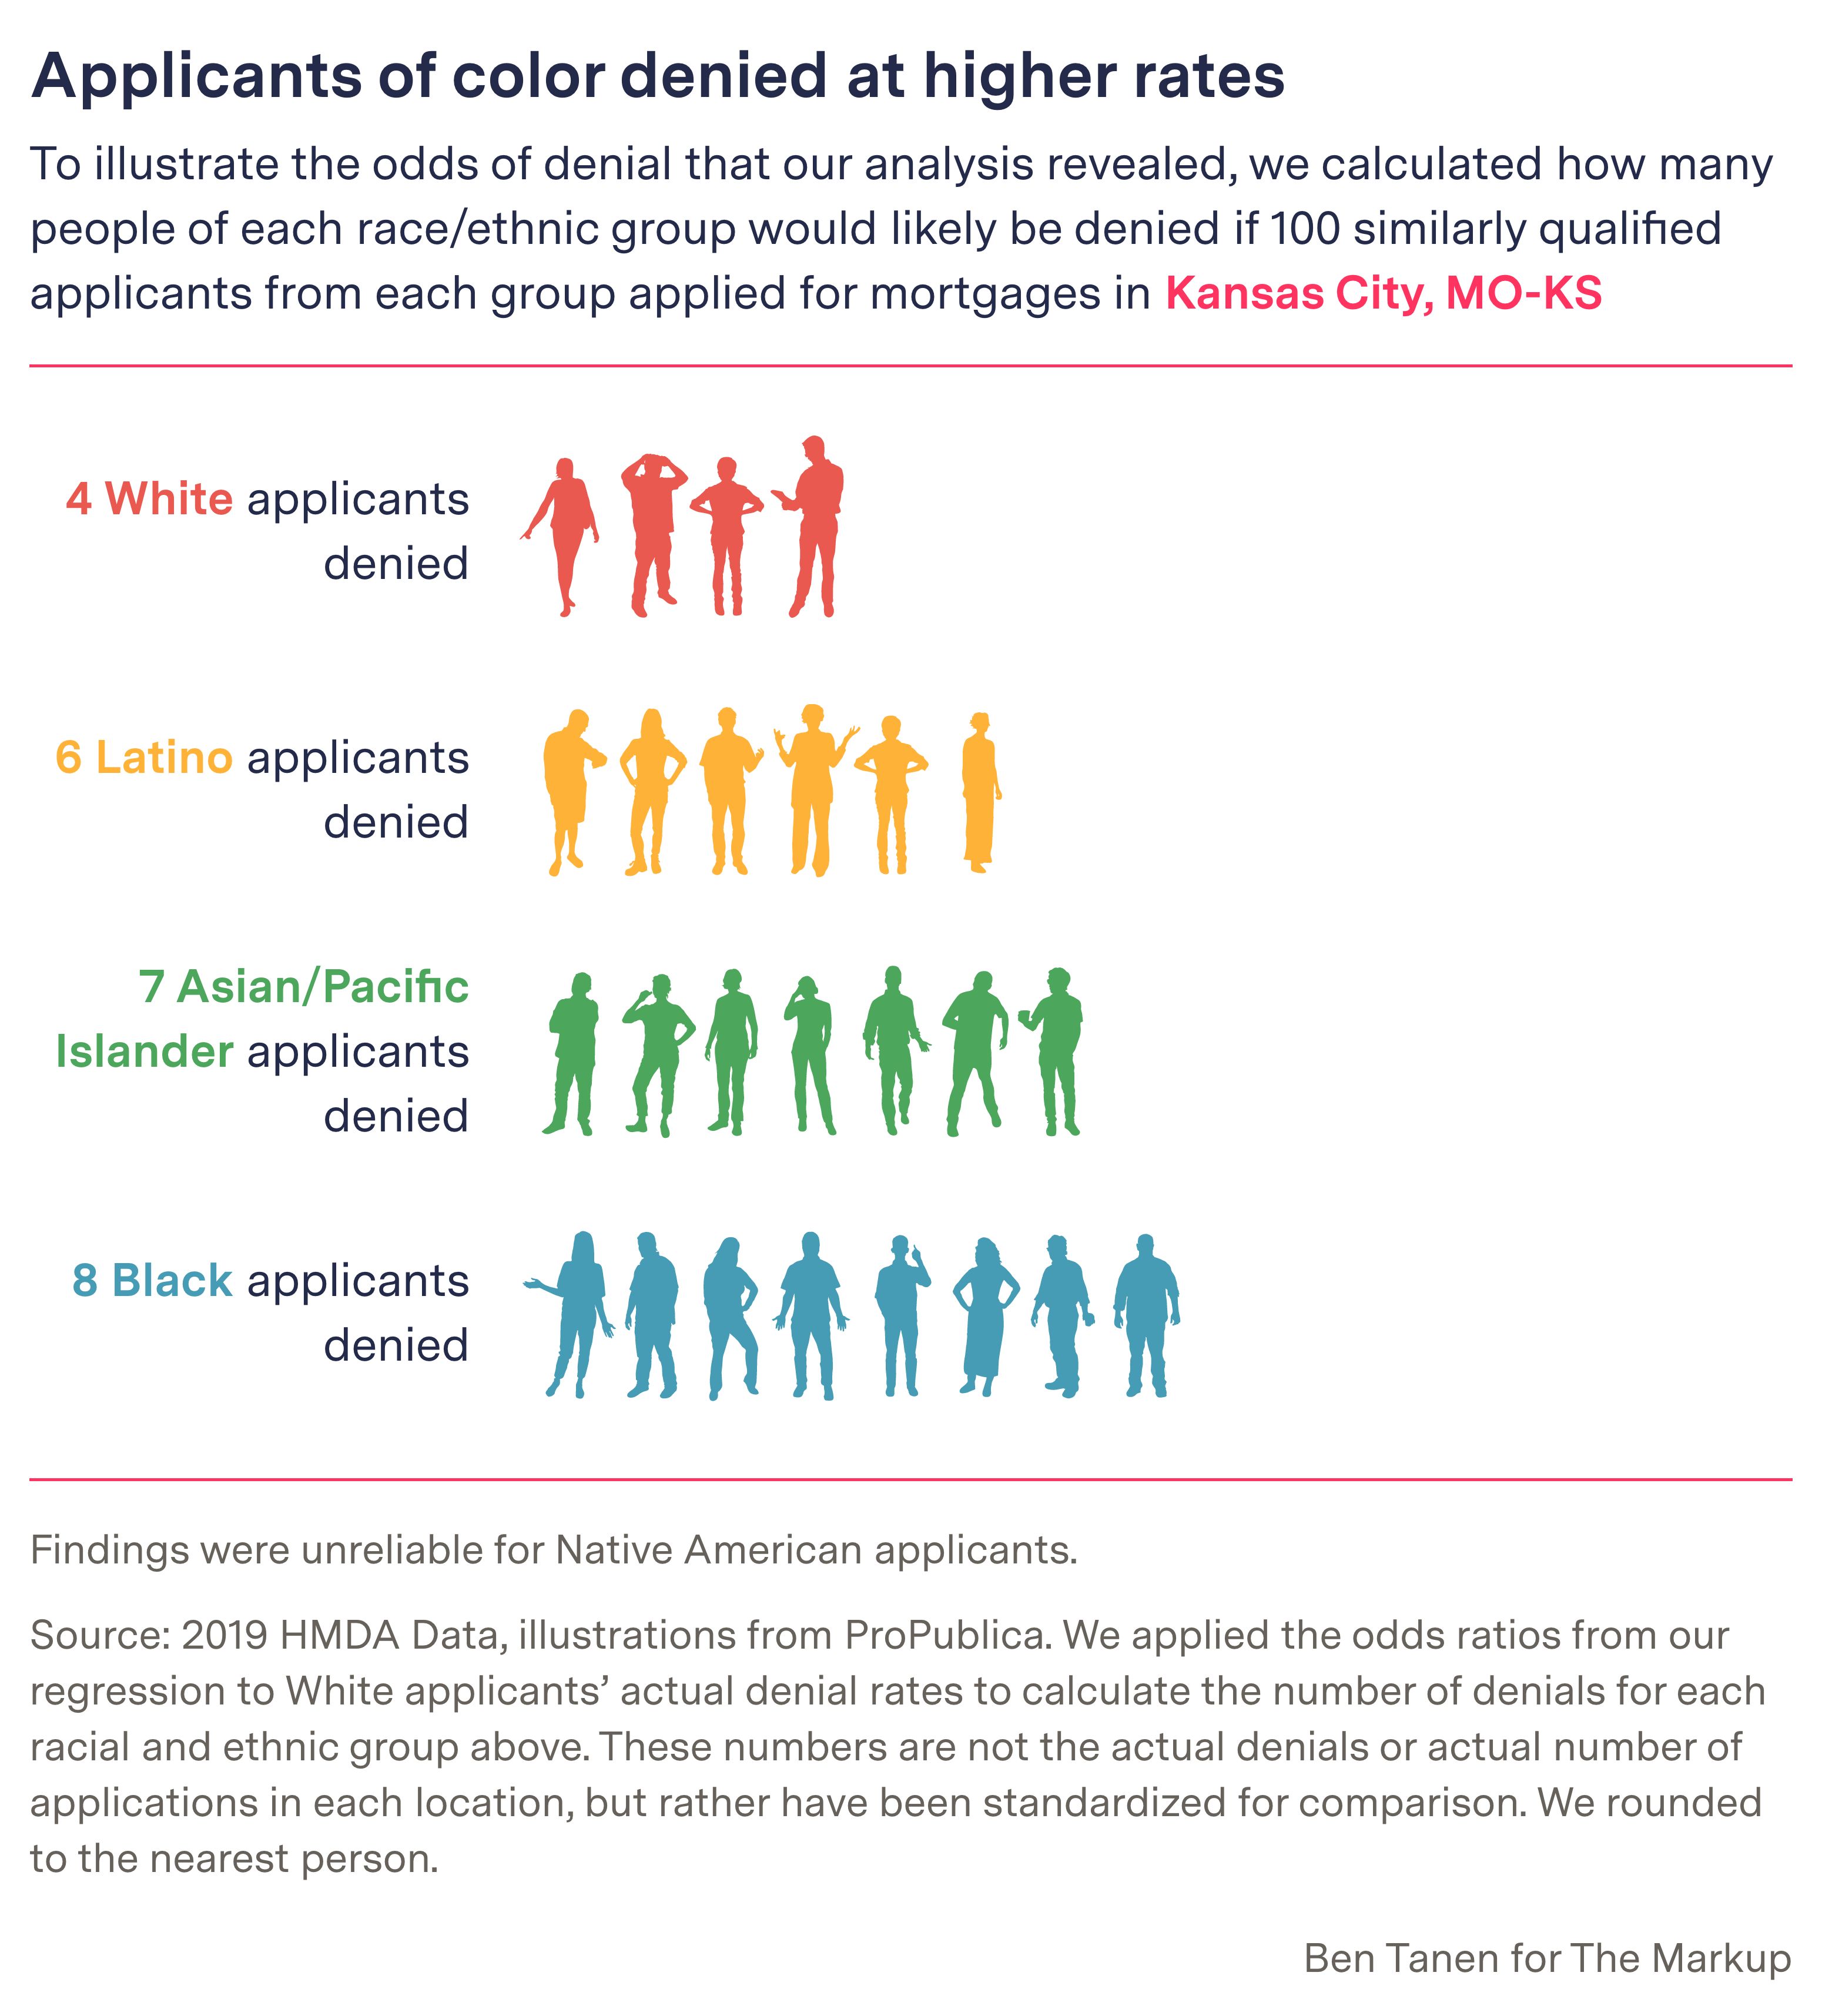 Applicants of color denied at higher rates
To illustrate the odds of denial that our analysis revealed, we calculated how many
people of each race/ethnic group would likely be denied if 100 similarly qualified
applicants from each group applied for mortgages in Kansas City, MO-KS
4 White applicants
denied
6 Latino applicants
denied
7 Asian/Pacific
Islander applicants
denied
8 Black applicants
denied
Findings were unreliable for Native American applicants.
Source: 2019 HMDA Data, illustrations from ProPublica. We applied the odds ratios from our
regression to White applicants’ actual denial rates to calculate the number of denials for each
racial and ethnic group above. These numbers are not the actual denials or actual number of
applications in each location, but rather have been standardized for comparison. We rounded
to the nearest person.
Ben Tanen for The Markup